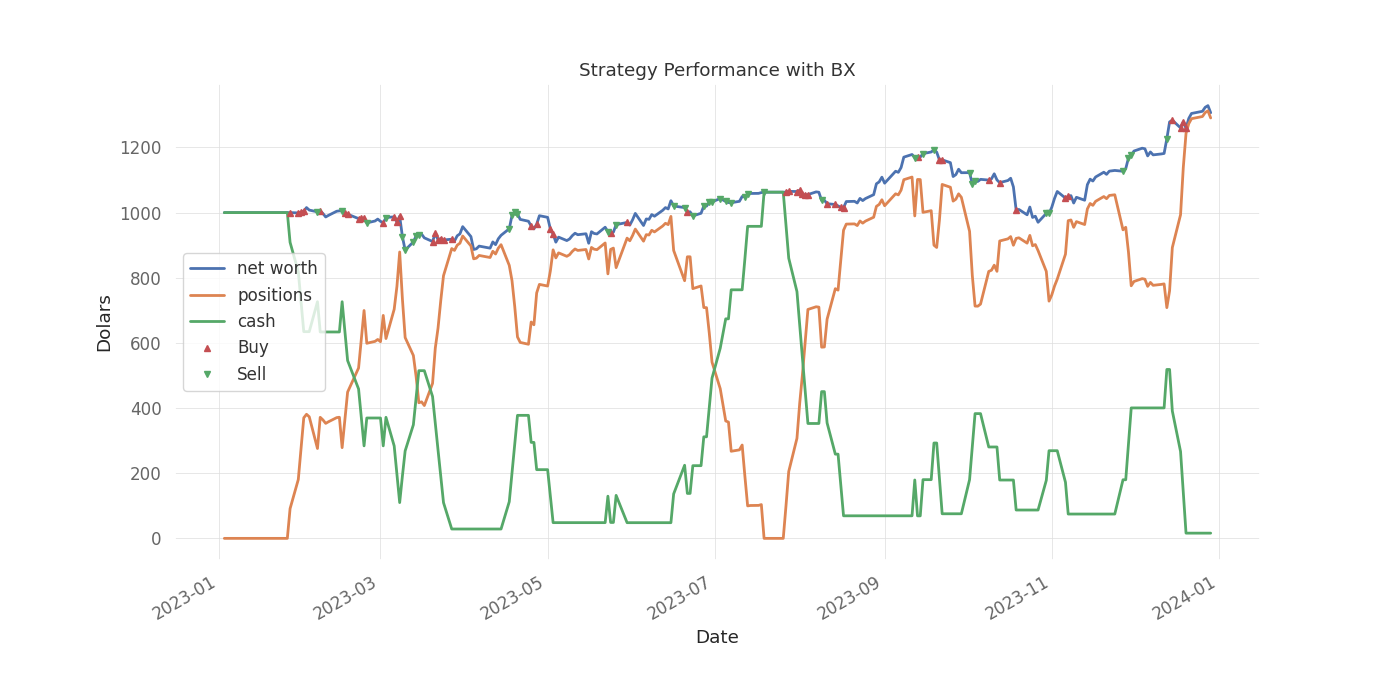 Strategy Performance with BX
Dolars
1200
1000
800
600
400
200
0
net worth
positions
cash
Buy
Sell
2023-01
2023-03
2023-05
2023-07
2023-09
2023-11
2024-01
Date